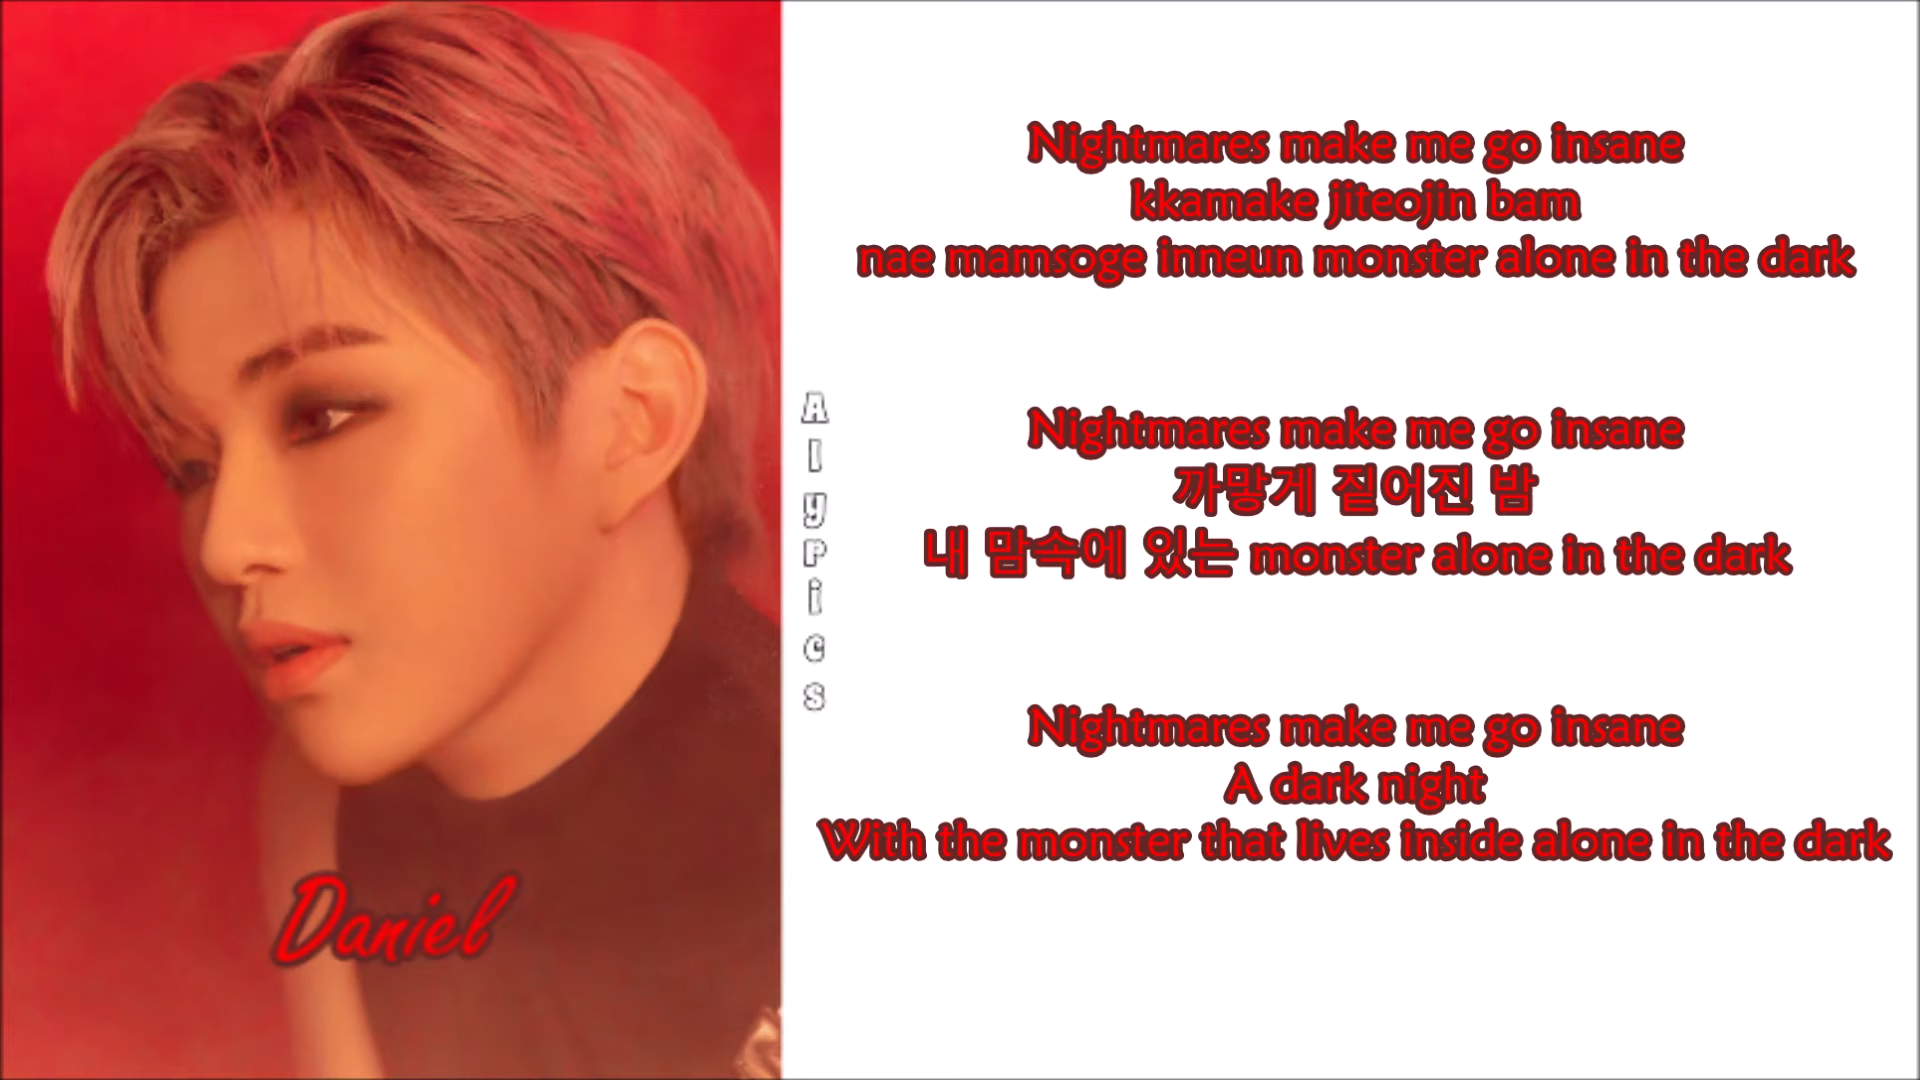 Nightmares make me go insane
kkamake jiteojin bam
nae mamsoge inneun monster alone in the dark
Nightmares make me go insane
까맣게 짙어진 밤
내 맘속에 있는 monster alone in the dark
Nightmares make me go insane
A dark night
With the monster that lives inside alone in the dark
AlyPics
Daniel